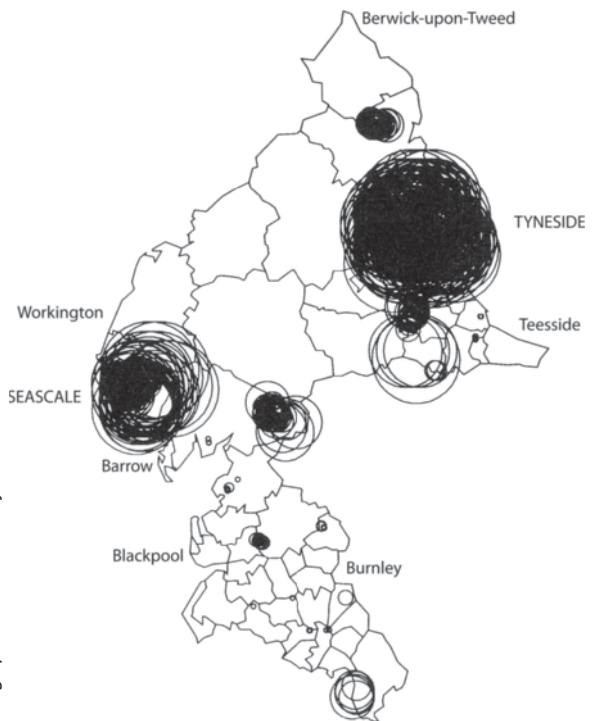 Berwick-upon-Tweed
TYNESIDE
Workington
Teesside
SEASCALE
Barrow
Blackpool
Burnley